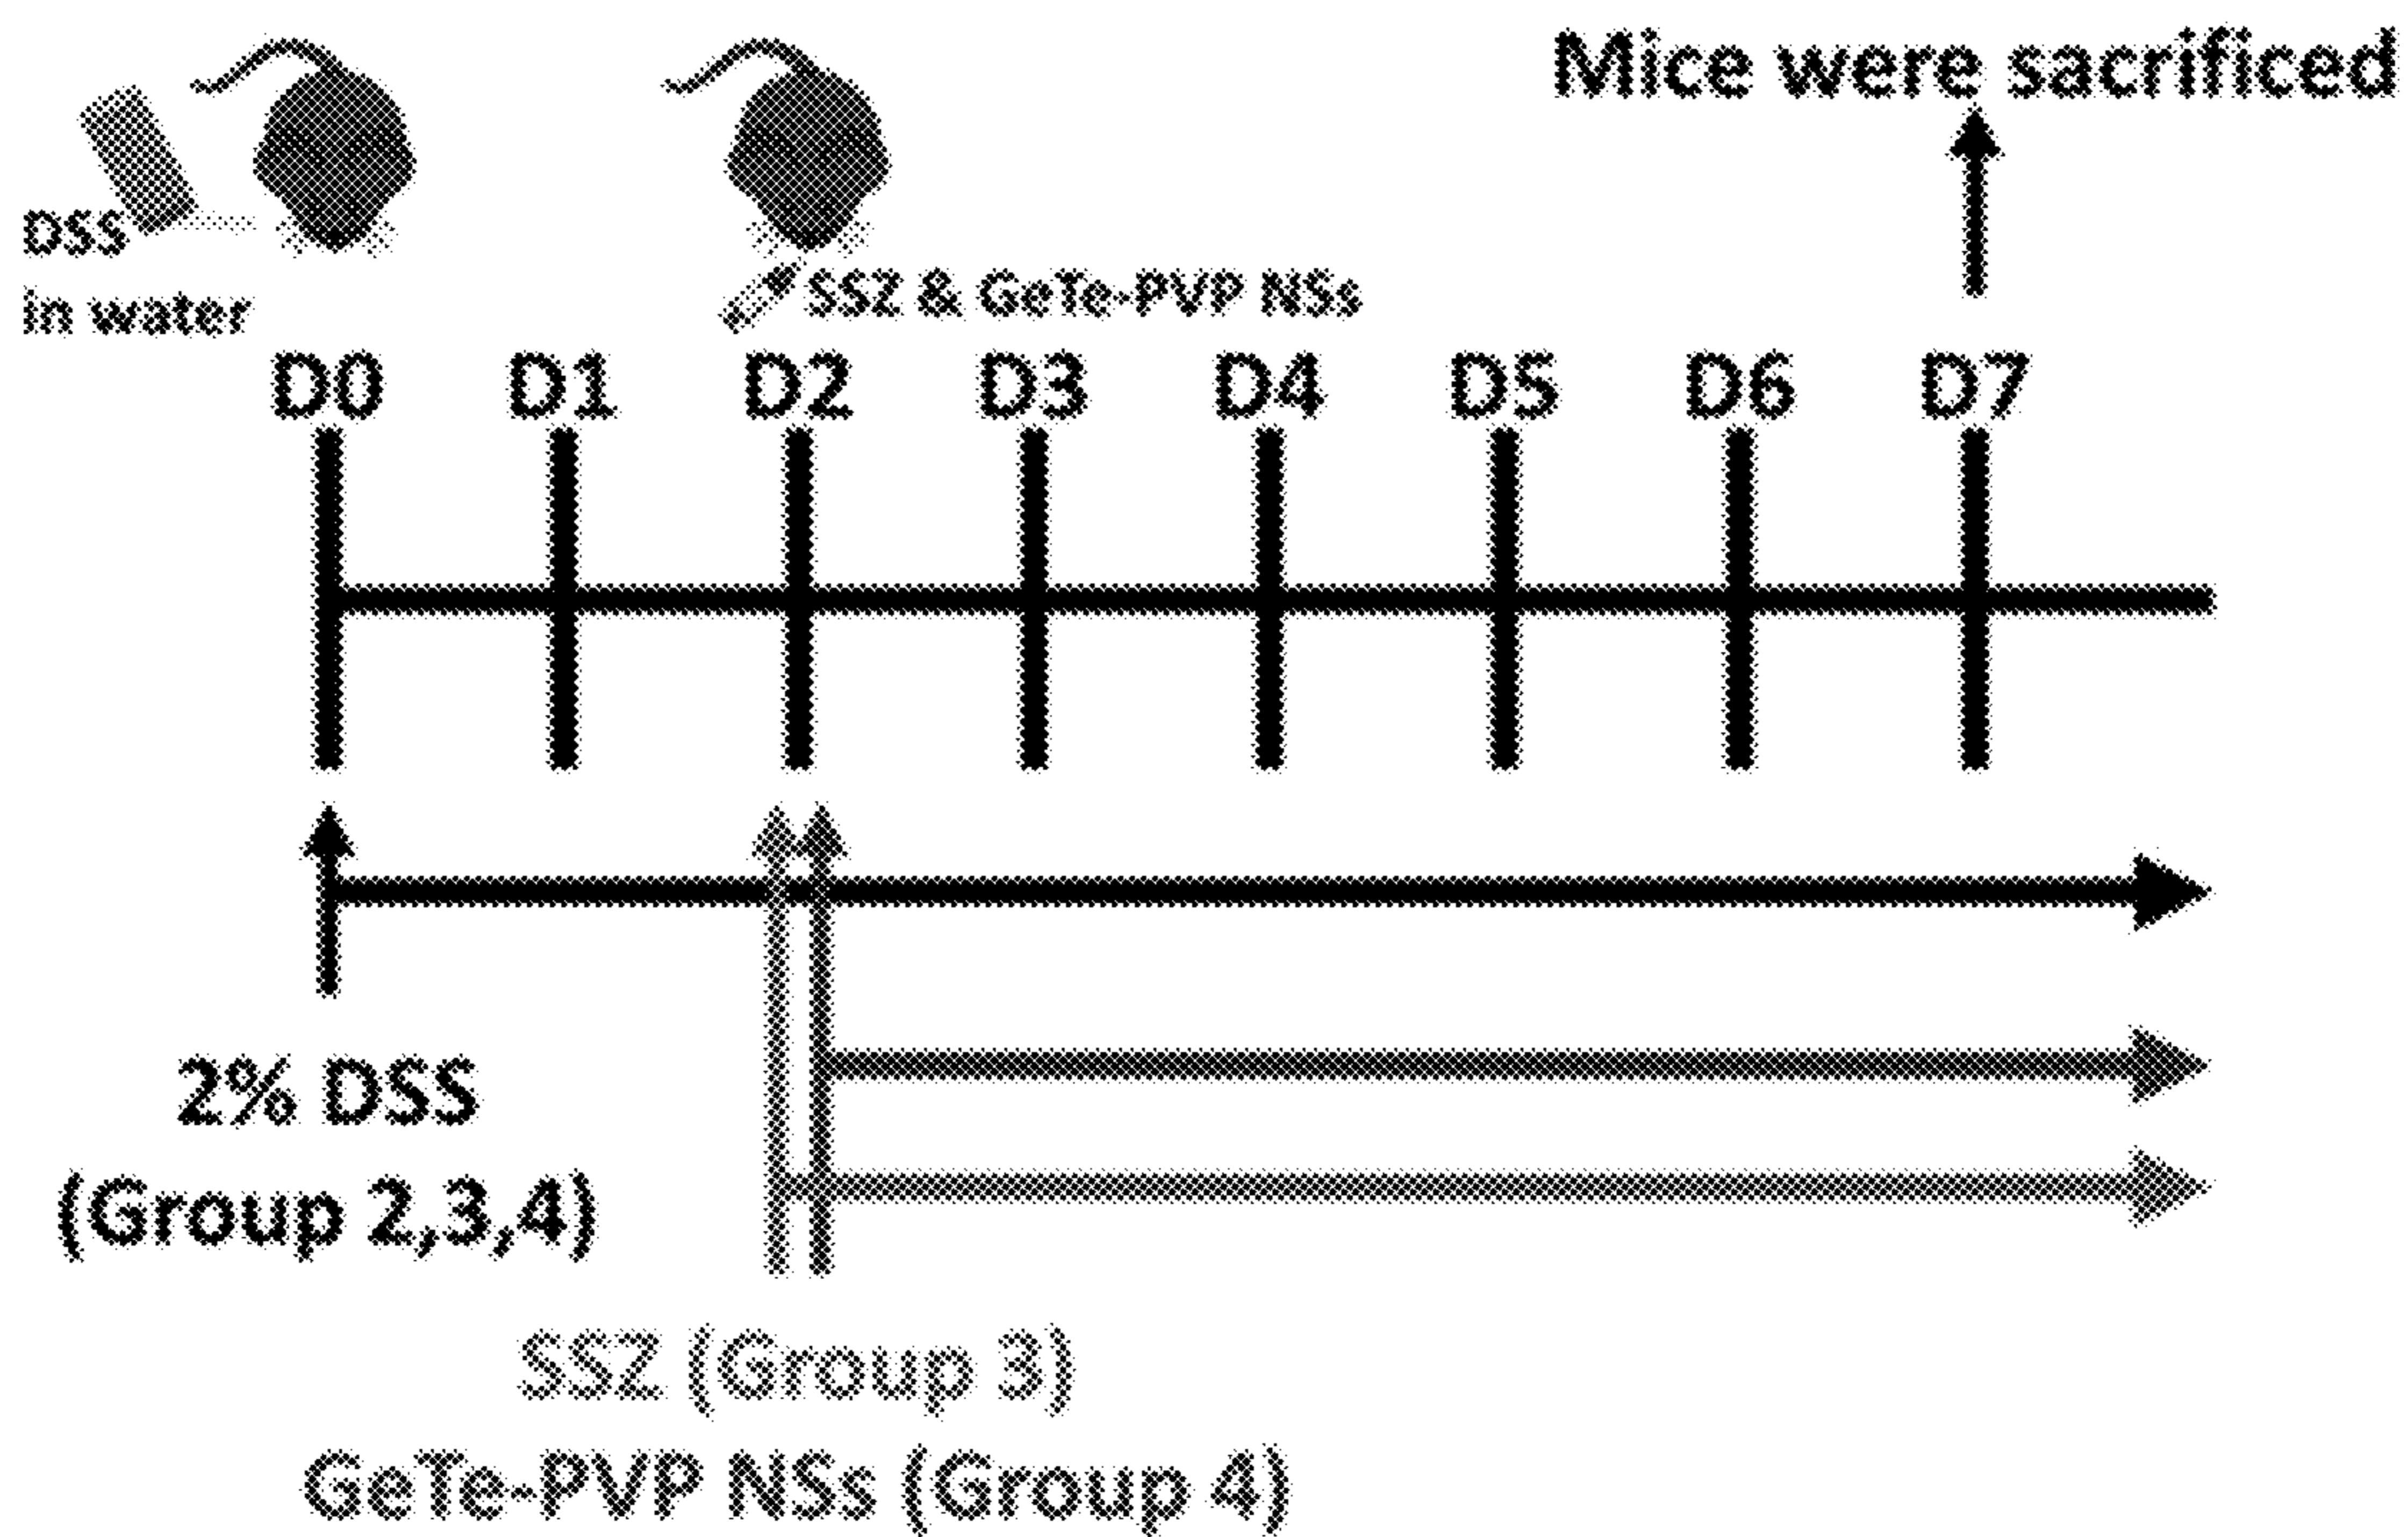 Mice were sacrificed
DSS
in water
SSZ & GeTe-PVP NSs
D0 D1 D2 D3 D4 D5 D6 D7
2% DSS
(Group 2,3,4)
SSZ (Group 3)
GeTe-PVP NSs (Group 4)